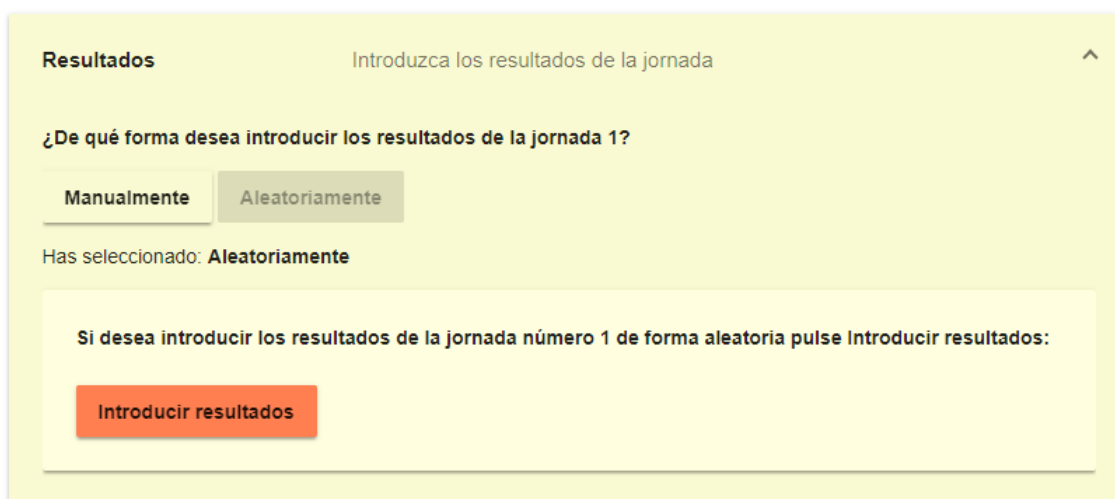 Resultados Introduzca los resultados de la jornada
¿De qué forma desea introducir los resultados de la jornada 1?
Manualmente Aleatoriamente
Has seleccionado: Aleatoriamente
Si desea introducir los resultados de la jornada número 1 de forma aleatoria pulse Introducir resultados:
Introducir resultados